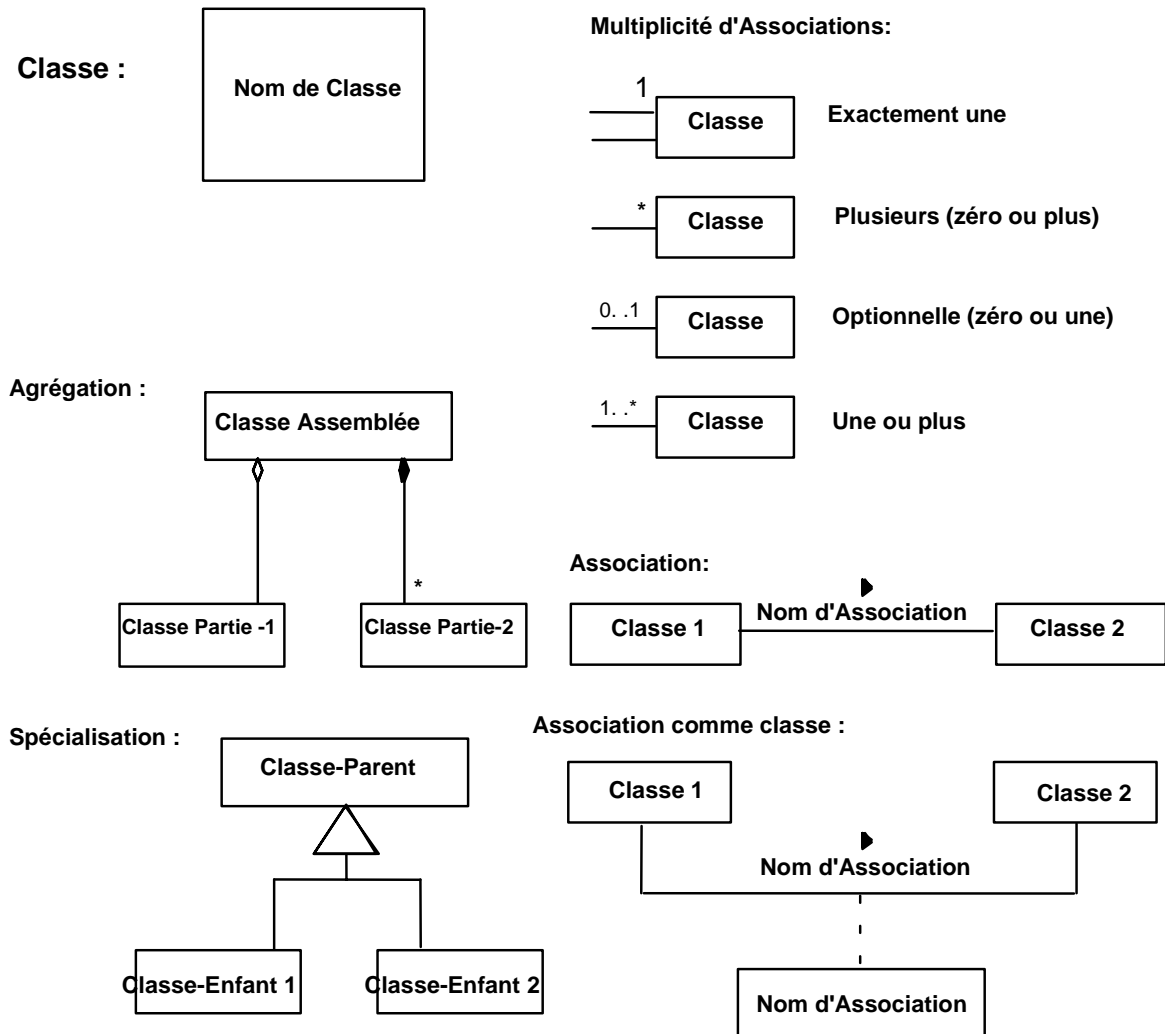 Classe :
Nom de Classe
Multiplicité d'Associations:
1
Classe
Exactement une
*
Classe
Plusieurs (zéro ou plus)
0. .1
Classe
Optionnelle (zéro ou une)
1. .*
Classe
Une ou plus
Agrégation :
Classe Assemblée
*
Classe Partie -1
Classe Partie-2
Association:
Nom d'Association
Classe 1
Classe 2
Spécialisation :
Classe-Parent
Classe-Enfant 1
Classe-Enfant 2
Association comme classe :
Classe 1
Classe 2
Nom d'Association
Nom d'Association